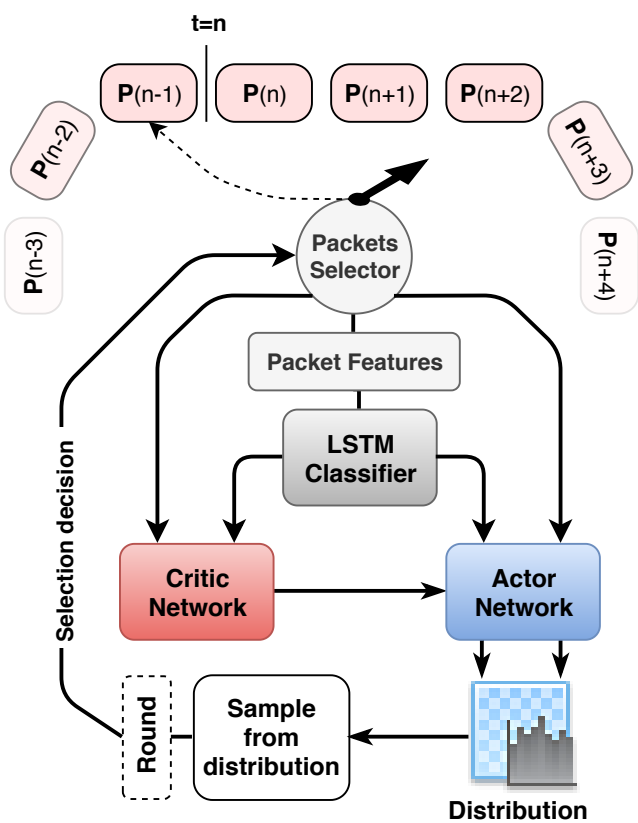 t=n
P(n-1)
P(n)
P(n+1)
P(n+2)
P(n-2)
P(n+3)
P(n-3)
P(n+4)
Packets
Selector
Packet Features
LSTM
Classifier
Selection decision
Critic
Network
Actor
Network
Round
Sample
from
distribution
Distribution